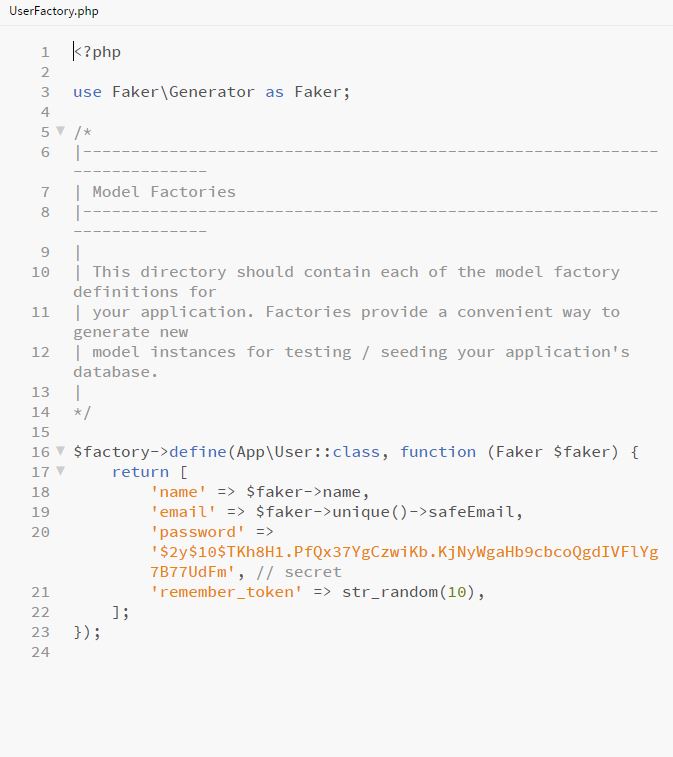 UserFactory.php
1 <?php
2
3 use Faker\Generator as Faker;
4
5 /*
6 |------------------------------------------------------------
--------------
7 | Model Factories
8 |------------------------------------------------------------
--------------
9 |
10 | This directory should contain each of the model factory
definitions for
11 | your application. Factories provide a convenient way to
generate new
12 | model instances for testing / seeding your application's
database.
13 |
14 */
15
16 $factory->define(App\User::class, function (Faker $faker) {
17     return [
18         'name' => $faker->name,
19         'email' => $faker->unique()->safeEmail,
20         'password' =>
'$2y$10$TKh8H1.PfQx37YgCzwiKb.KjNyWgaHb9cbcoQgdIVFlYg
7B77UdFm', // secret
21         'remember_token' => str_random(10),
22     ];
23 });
24